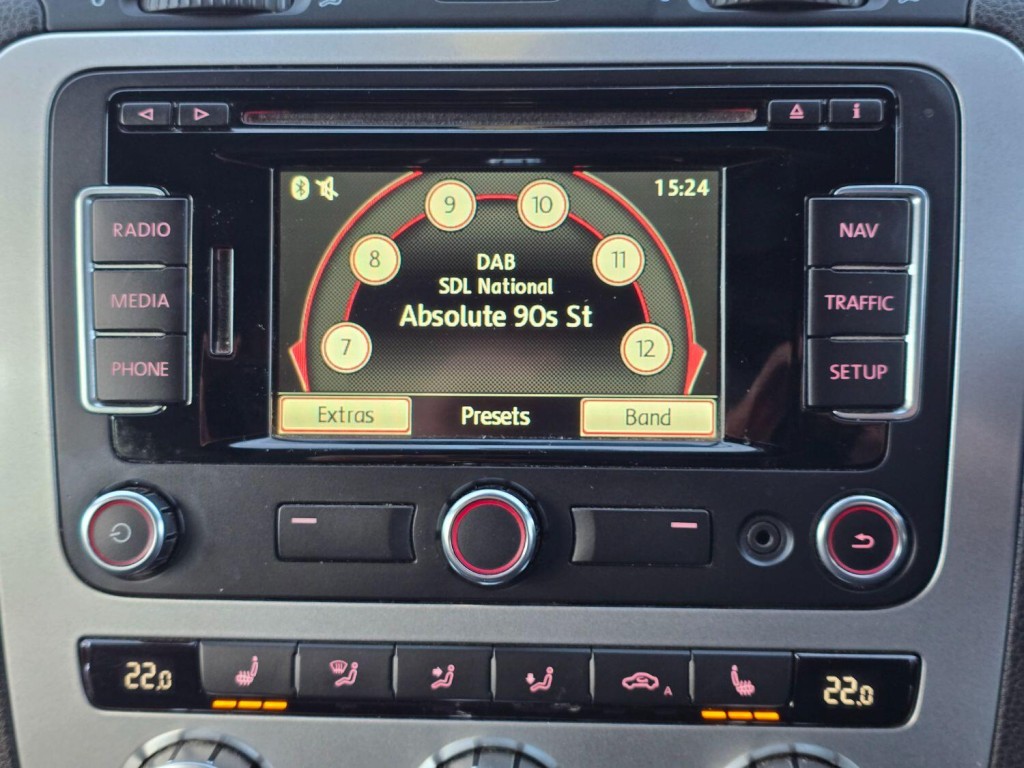 15:24
9 10
8 11
DAB
SDL National
Absolute 90s St
7 12
Extras Presets Band
RADIO
MEDIA
PHONE
NAV
TRAFFIC
SETUP
i
22.0 A 22.0